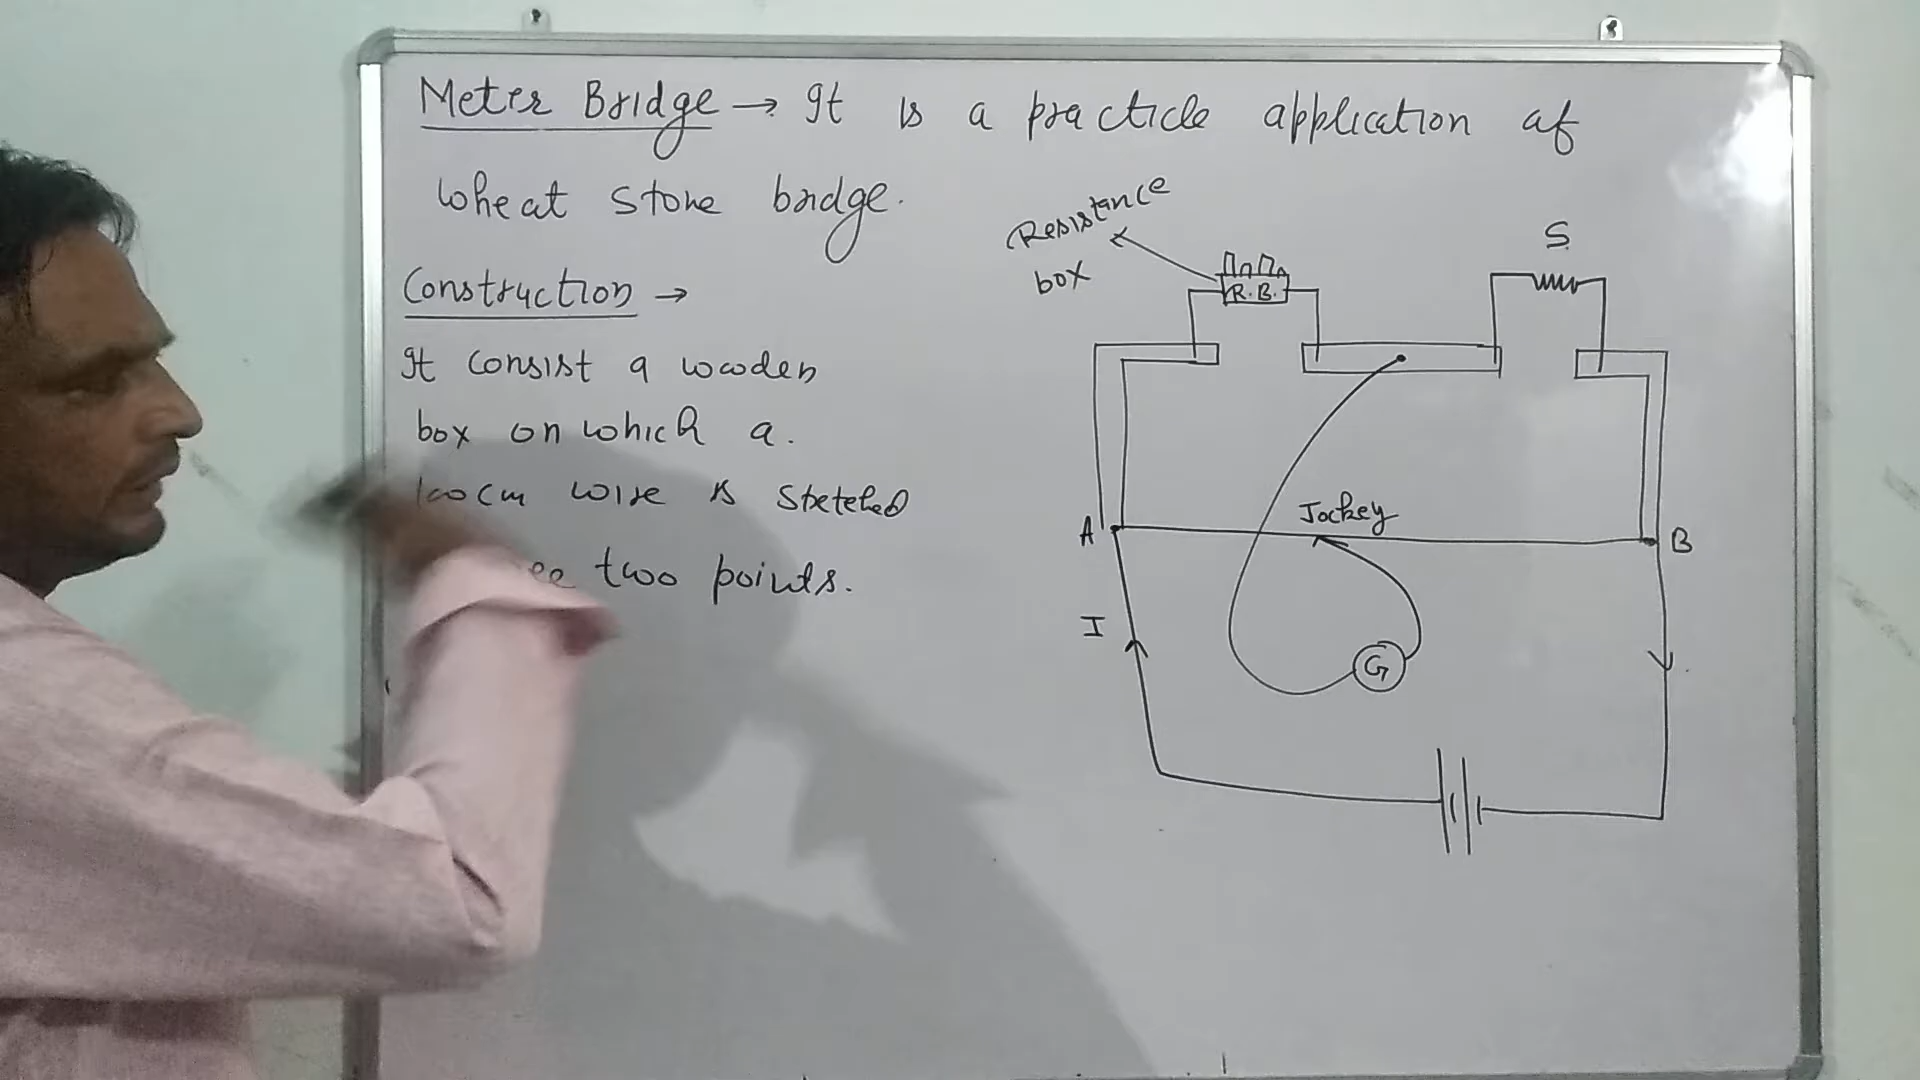 Meter Bridge → It is a practicle application of
wheat stone bridge.
Construction →
It consist a wooden
box on which a.
100cm wire is stretched
two points.
Resistance
box
R.B.
S
Jockey
A
B
I
G